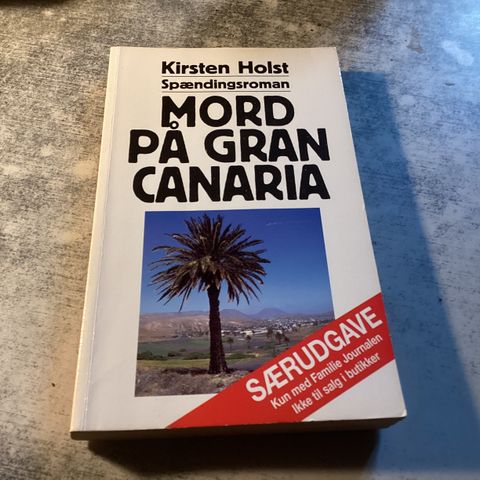 Kirsten Holst
Spændingsroman
MORD
PÅ GRAN
CANARIA
SÆRUDGAVE
Kun med Familie Journalen
Ikke til salg i butikker